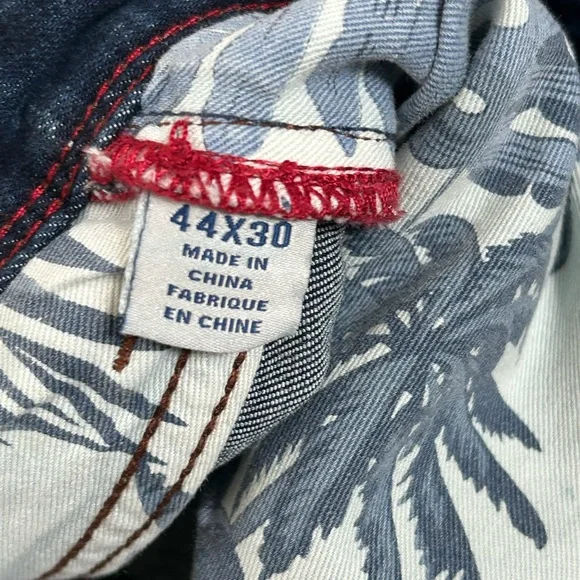 44X30
MADE IN
CHINA
FABRIQUE
EN CHINE